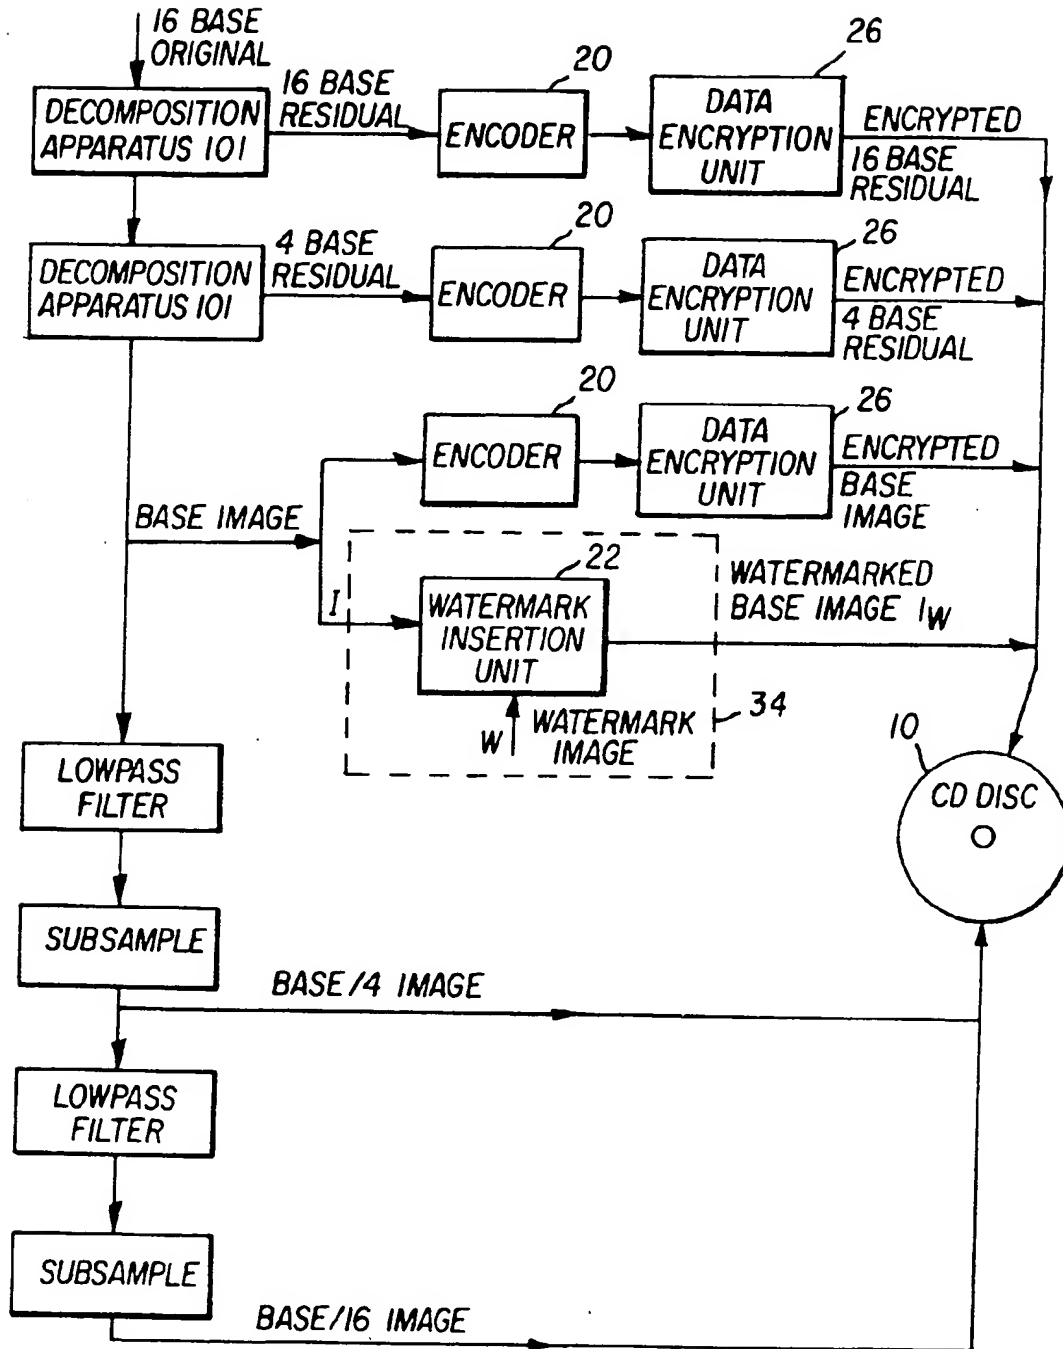 16 BASE
ORIGINAL
DECOMPOSITION
APPARATUS 101
16 BASE
RESIDUAL
20
ENCODER
26
DATA
ENCRYPTION
UNIT
ENCRYPTED
16 BASE
RESIDUAL
DECOMPOSITION
APPARATUS 101
4 BASE
RESIDUAL
20
ENCODER
26
DATA
ENCRYPTION
UNIT
ENCRYPTED
4 BASE
RESIDUAL
20
ENCODER
26
DATA
ENCRYPTION
UNIT
ENCRYPTED
BASE
IMAGE
BASE IMAGE
I
22
WATERMARK
INSERTION
UNIT
W
WATERMARK
IMAGE
34
WATERMARKED
BASE IMAGE IW
10
CD DISC
LOWPASS
FILTER
SUBSAMPLE
BASE/4 IMAGE
LOWPASS
FILTER
SUBSAMPLE
BASE/16 IMAGE